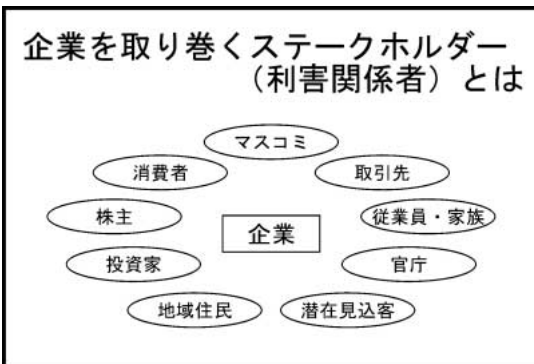 企業を取り巻くステークホルダー
（利害関係者）とは
マスコミ
消費者
取引先
株主
従業員・家族
企業
投資家
官庁
地域住民
潜在見込客